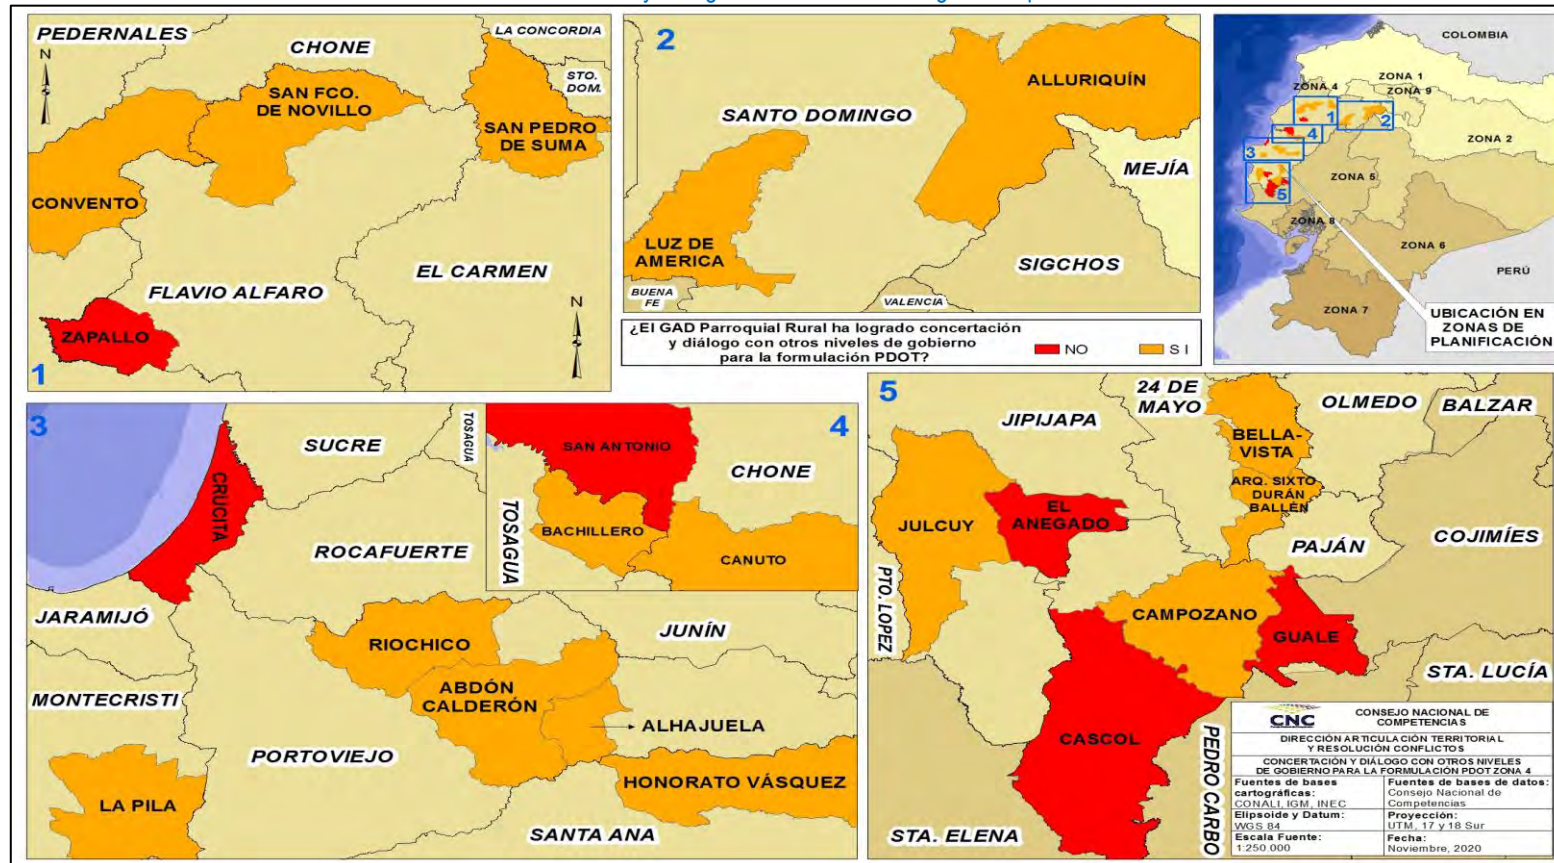 PEDERNALES
CHONE
LA CONCORDIA
STO.
DOM.
N
SAN FCO.
DE NOVILLO
SAN PEDRO
DE SUMA
CONVENTO
EL CARMEN
FLAVIO ALFARO
ZAPALLO
N
1
2
ALLURIQUÍN
SANTO DOMINGO
MEJÍA
LUZ DE
AMERICA
SIGCHOS
BUENA
FE
VALENCIA
¿El GAD Parroquial Rural ha logrado concertación
y diálogo con otros niveles de gobierno
para la formulación PDOT?
NO
S I
COLOMBIA
ZONA 1
ZONA 4
ZONA 9
1
2
4
ZONA 2
3
ZONA 5
5
ZONA 8
ZONA 6
PERÚ
ZONA 7
UBICACIÓN EN
ZONAS DE
PLANIFICACIÓN
3
SUCRE
TOSAGUA
CRUCITA
ROCAFUERTE
JARAMIJÓ
JUNÍN
RIOCHICO
MONTECRISTI
ABDÓN
CALDERÓN
ALHAJUELA
PORTOVIEJO
HONORATO VÁSQUEZ
LA PILA
SANTA ANA
4
SAN ANTONIO
CHONE
TOSAGUA
BACHILLERO
CANUTO
5
24 DE
MAYO
OLMEDO
BALZAR
JIPIJAPA
BELLA-
VISTA
ARQ. SIXTO
DURÁN
BALLÉN
JULCUY
EL
ANEGADO
COJIMÍES
PAJÁN
PTO. LOPEZ
CAMPOZANO
GUALE
STA. LUCÍA
CASCOL
PEDRO CARBO
STA. ELENA
CNC
CONSEJO NACIONAL DE
COMPETENCIAS
DIRECCIÓN ARTICULACIÓN TERRITORIAL
Y RESOLUCIÓN CONFLICTOS
CONCERTACIÓN Y DIÁLOGO CON OTROS NIVELES
DE GOBIERNO PARA LA FORMULACIÓN PDOT ZONA 4
Fuentes de bases
cartográficas:
CONALI, IGM, INEC
Fuentes de bases de datos:
Consejo Nacional de
Competencias
Elipsoide y Datum:
WGS 84
Proyección:
UTM, 17 y 18 Sur
Escala Fuente:
1:250.000
Fecha:
Noviembre, 2020